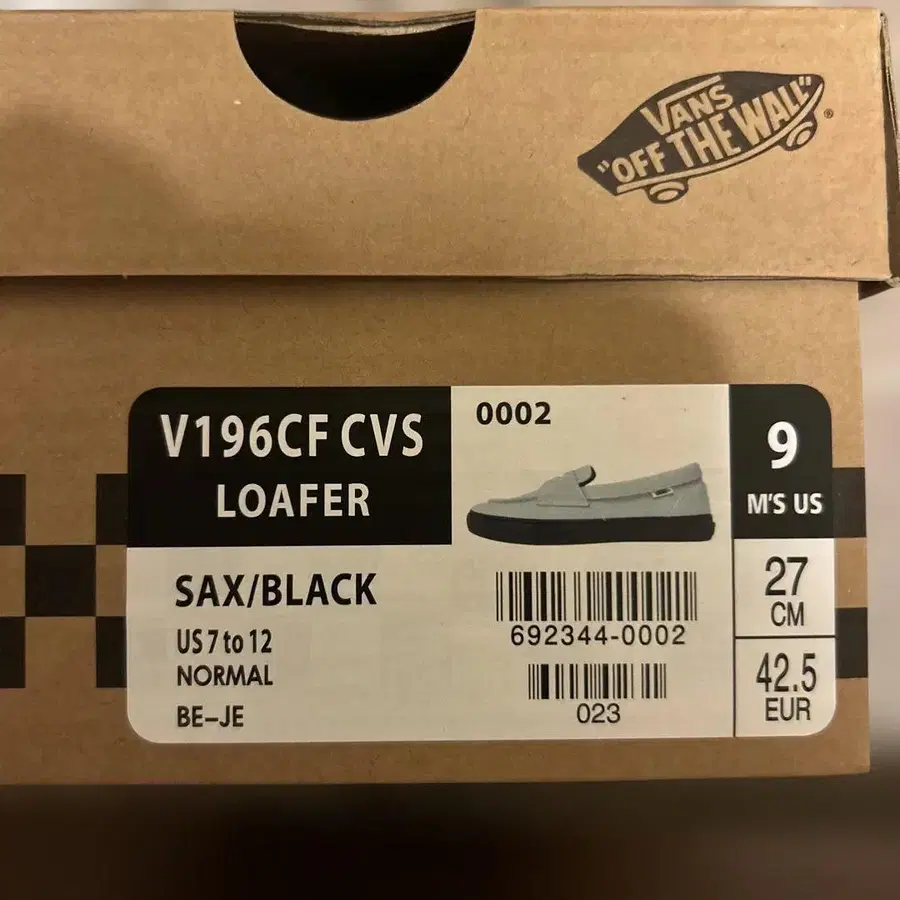 VANS
"OFF THE WALL"
®
V196CF CVS
LOAFER
0002
9
M'S US
SAX/BLACK
US 7 to 12
NORMAL
BE-JE
692344-0002
023
27
CM
42.5
EUR